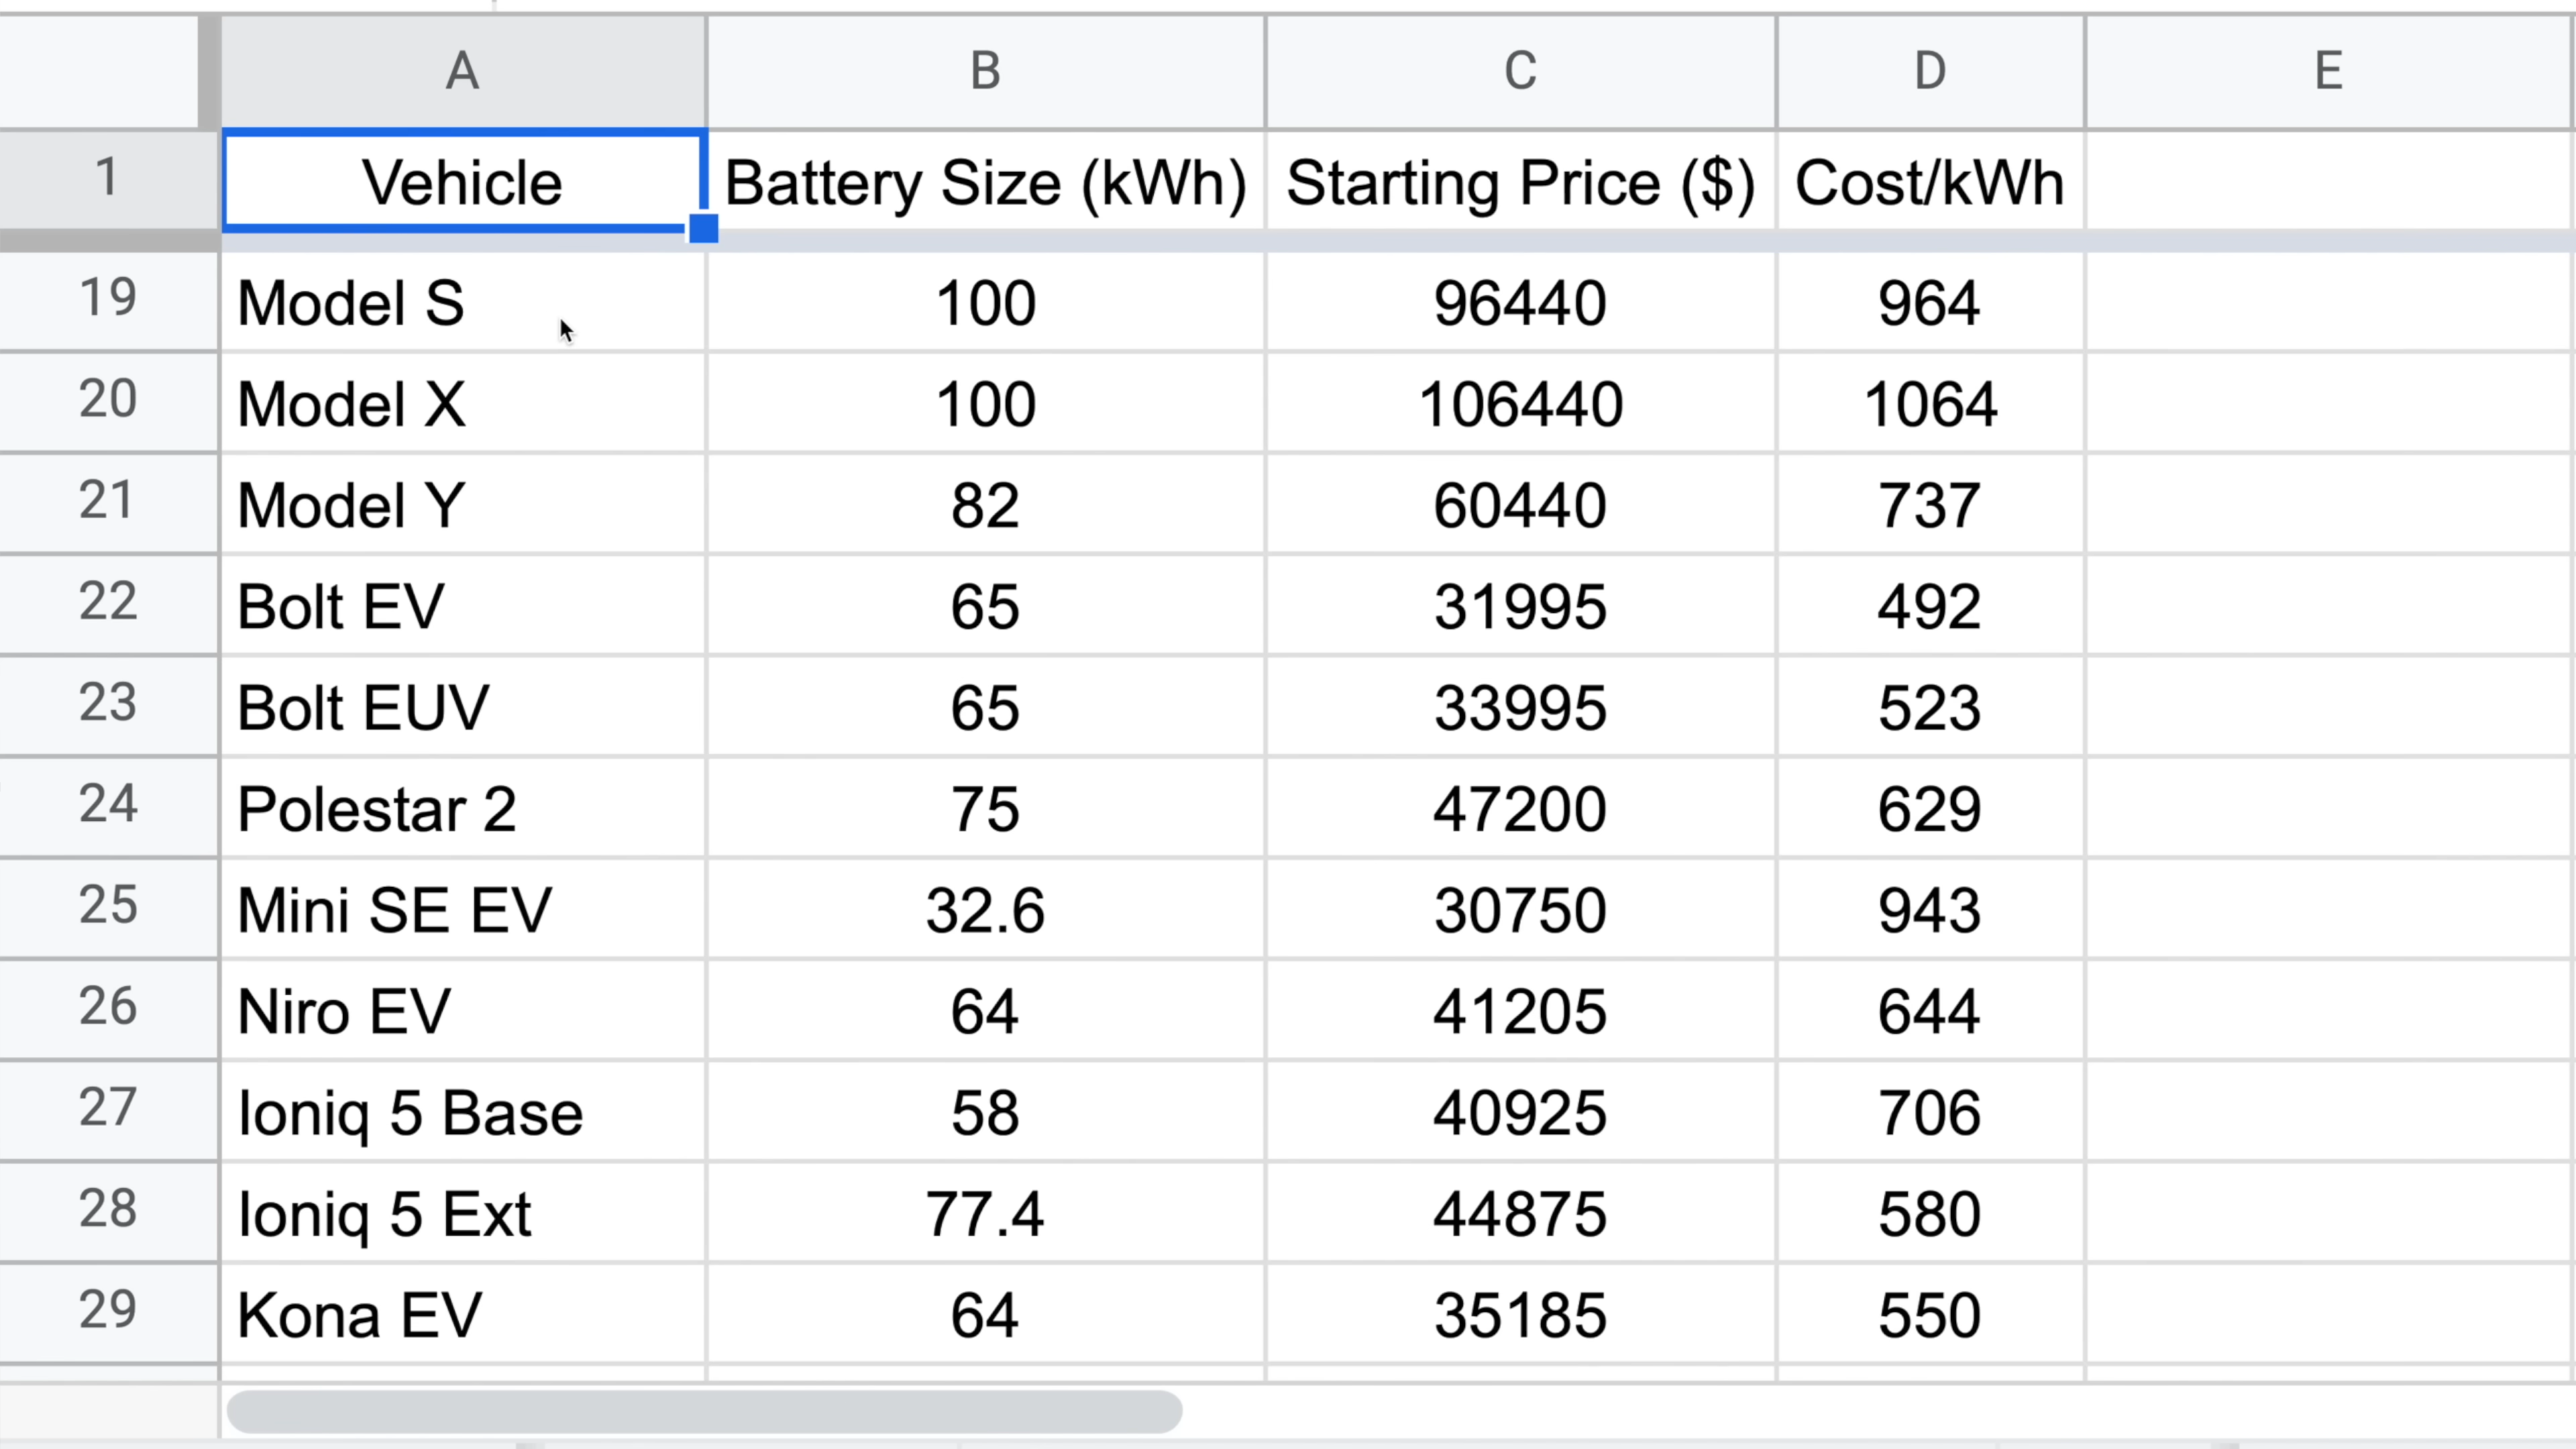 A B C D E
1 Vehicle Battery Size (kWh) Starting Price ($) Cost/kWh
19 Model S 100 96440 964
20 Model X 100 106440 1064
21 Model Y 82 60440 737
22 Bolt EV 65 31995 492
23 Bolt EUV 65 33995 523
24 Polestar 2 75 47200 629
25 Mini SE EV 32.6 30750 943
26 Niro EV 64 41205 644
27 Ioniq 5 Base 58 40925 706
28 Ioniq 5 Ext 77.4 44875 580
29 Kona EV 64 35185 550